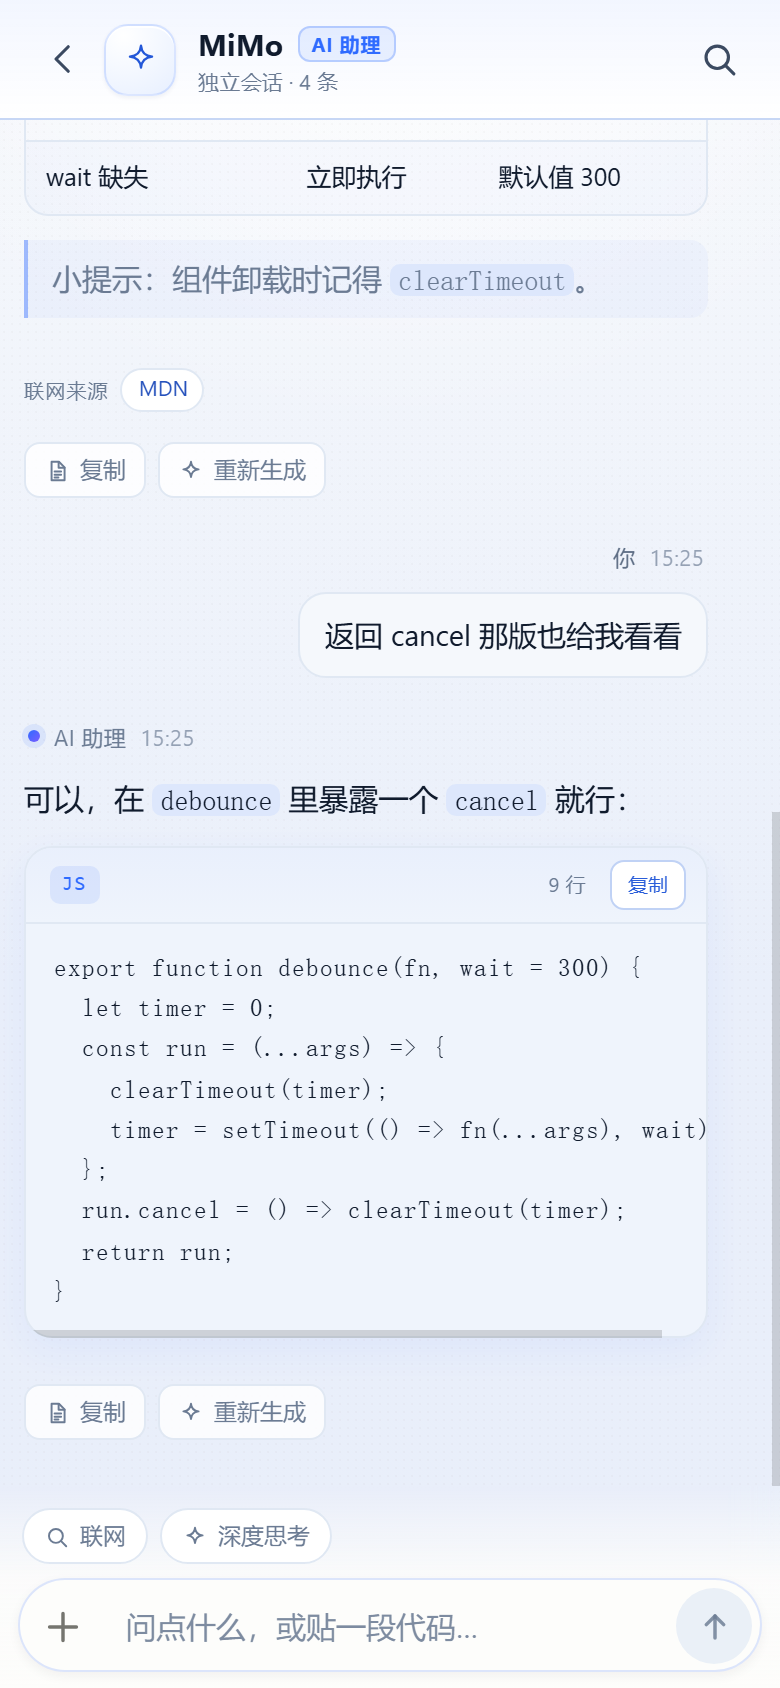 MiMo AI 助理
独立会话 · 4 条
wait 缺失 立即执行 默认值 300
小提示：组件卸载时记得 clearTimeout。
联网来源 MDN
复制 重新生成
你 15:25
返回 cancel 那版也给我看看
AI 助理 15:25
可以，在 debounce 里暴露一个 cancel 就行：
JS 9 行 复制
export function debounce(fn, wait = 300) {
  let timer = 0;
  const run = (...args) => {
    clearTimeout(timer);
    timer = setTimeout(() => fn(...args), wait)
  };
  run.cancel = () => clearTimeout(timer);
  return run;
}
复制 重新生成
联网 深度思考
问点什么，或贴一段代码...